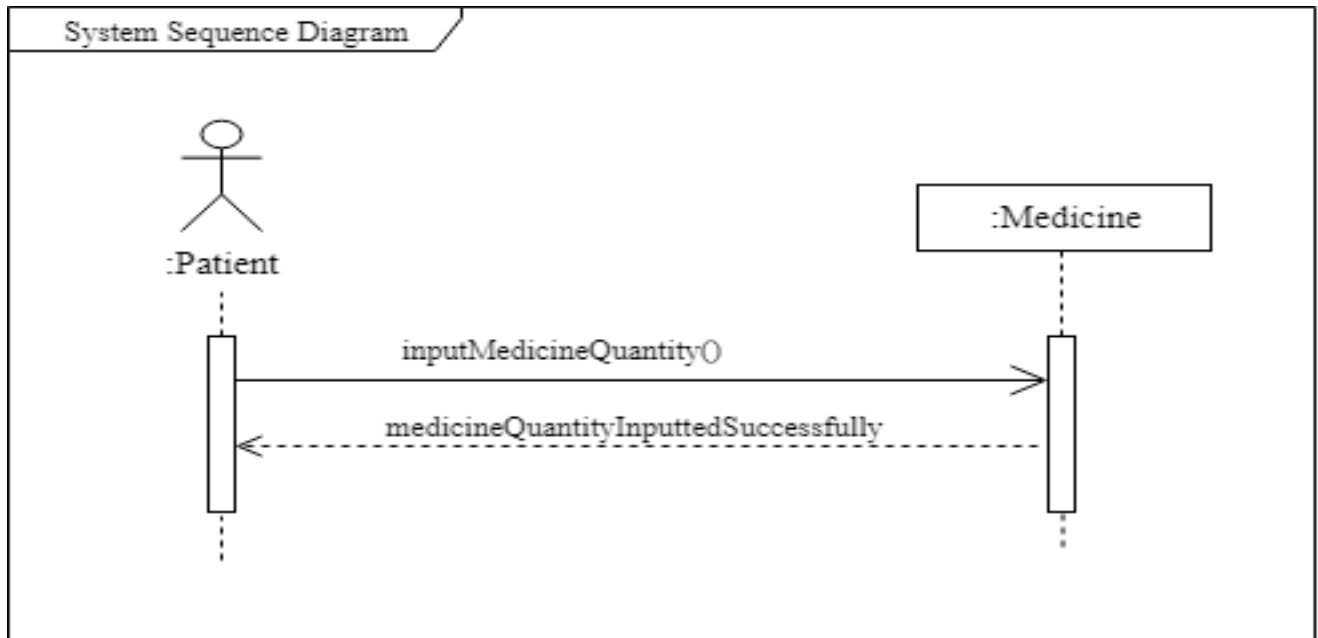 System Sequence Diagram
:Medicine
:Patient
inputMedicineQuantity()
medicineQuantityInputtedSuccessfully